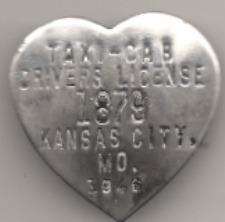 TAXI-CAB
DRIVERS LICENSE
1879
KANSAS CITY,
MO.